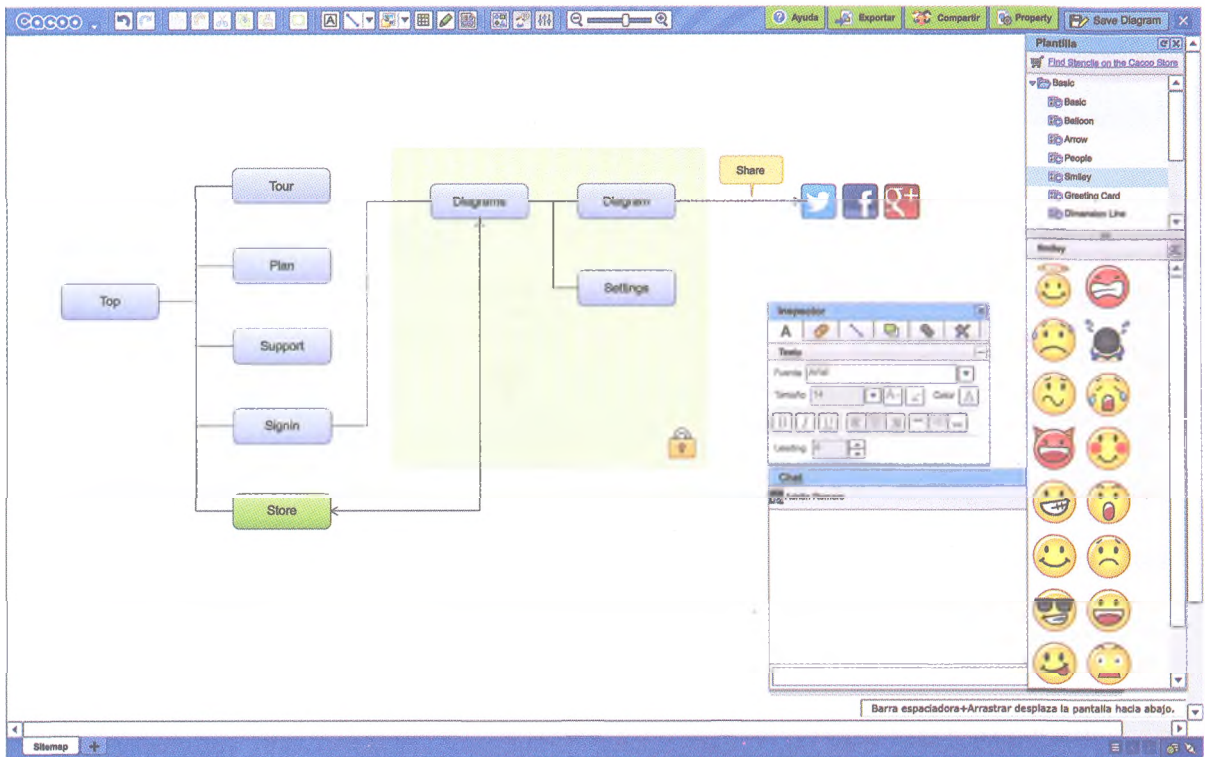 Cacoo
Ayuda Exportar Compartir Property Save Diagram
Plantilla
Find Stencils on the Cacoo Store
Basic
Basic
Balloon
Arrow
People
Smiley
Greeting Card
Dimension Line
Smiley
Share
Tour
Diagrams
Diagram
Plan
Settings
Top
Support
Signin
Store
Inspector
A
Texto
Fuente Arial
Tamaño 14 Color A
Leading
Chat
Barra espaciadora+Arrastrar desplaza la pantalla hacia abajo.
Sitemap